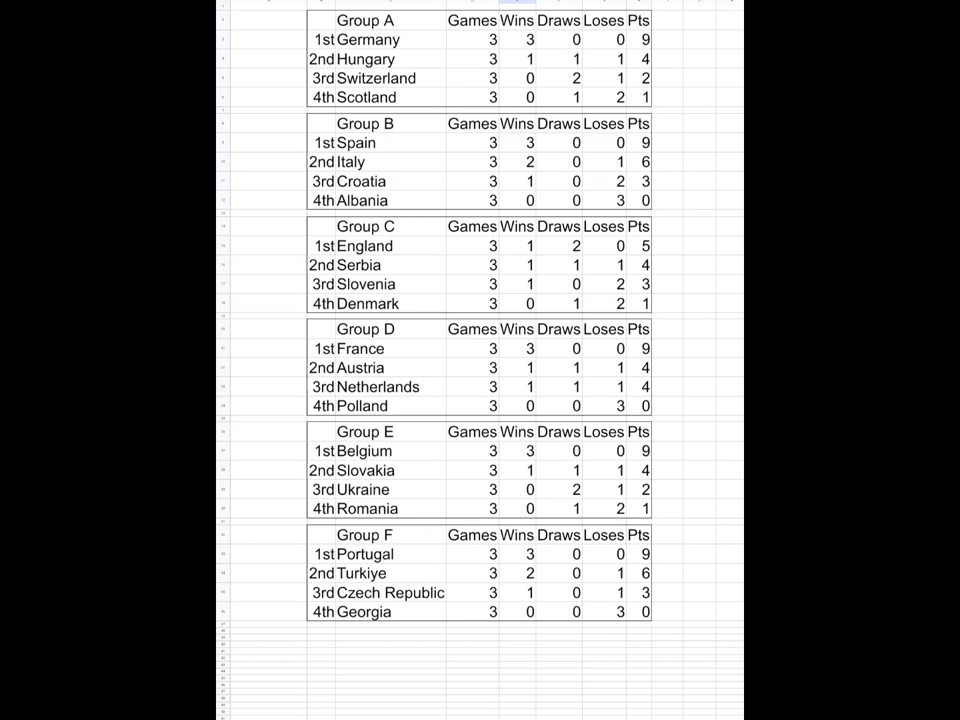 Group A Games Wins Draws Loses Pts
1st Germany 3 3 0 0 9
2nd Hungary 3 1 1 1 4
3rd Switzerland 3 0 2 1 2
4th Scotland 3 0 1 2 1
Group B Games Wins Draws Loses Pts
1st Spain 3 3 0 0 9
2nd Italy 3 2 0 1 6
3rd Croatia 3 1 0 2 3
4th Albania 3 0 0 3 0
Group C Games Wins Draws Loses Pts
1st England 3 1 2 0 5
2nd Serbia 3 1 1 1 4
3rd Slovenia 3 1 0 2 3
4th Denmark 3 0 1 2 1
Group D Games Wins Draws Loses Pts
1st France 3 3 0 0 9
2nd Austria 3 1 1 1 4
3rd Netherlands 3 1 1 1 4
4th Polland 3 0 0 3 0
Group E Games Wins Draws Loses Pts
1st Belgium 3 3 0 0 9
2nd Slovakia 3 1 1 1 4
3rd Ukraine 3 0 2 1 2
4th Romania 3 0 1 2 1
Group F Games Wins Draws Loses Pts
1st Portugal 3 3 0 0 9
2nd Turkiye 3 2 0 1 6
3rd Czech Republic 3 1 0 1 3
4th Georgia 3 0 0 3 0